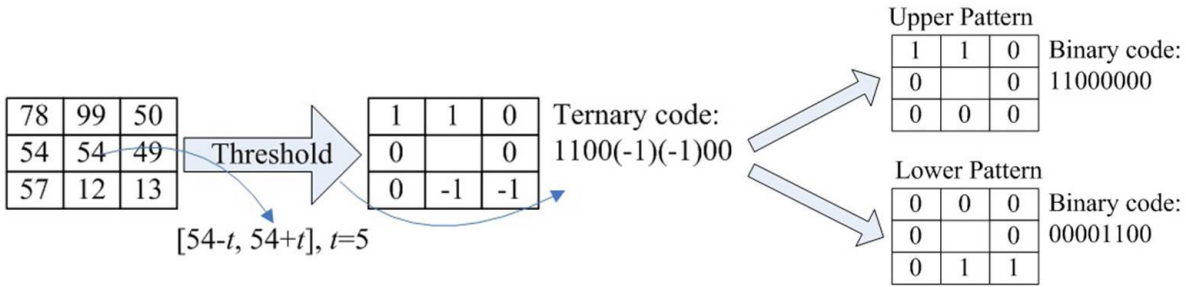 78 99 50
54 54 49
57 12 13
[54-t, 54+t], t=5
Threshold
1 1 0
0 0
0 -1 -1
Ternary code:
1100(-1)(-1)00
Upper Pattern
1 1 0
0 0
0 0 0
Binary code:
11000000
Lower Pattern
0 0 0
0 0
0 1 1
Binary code:
00001100